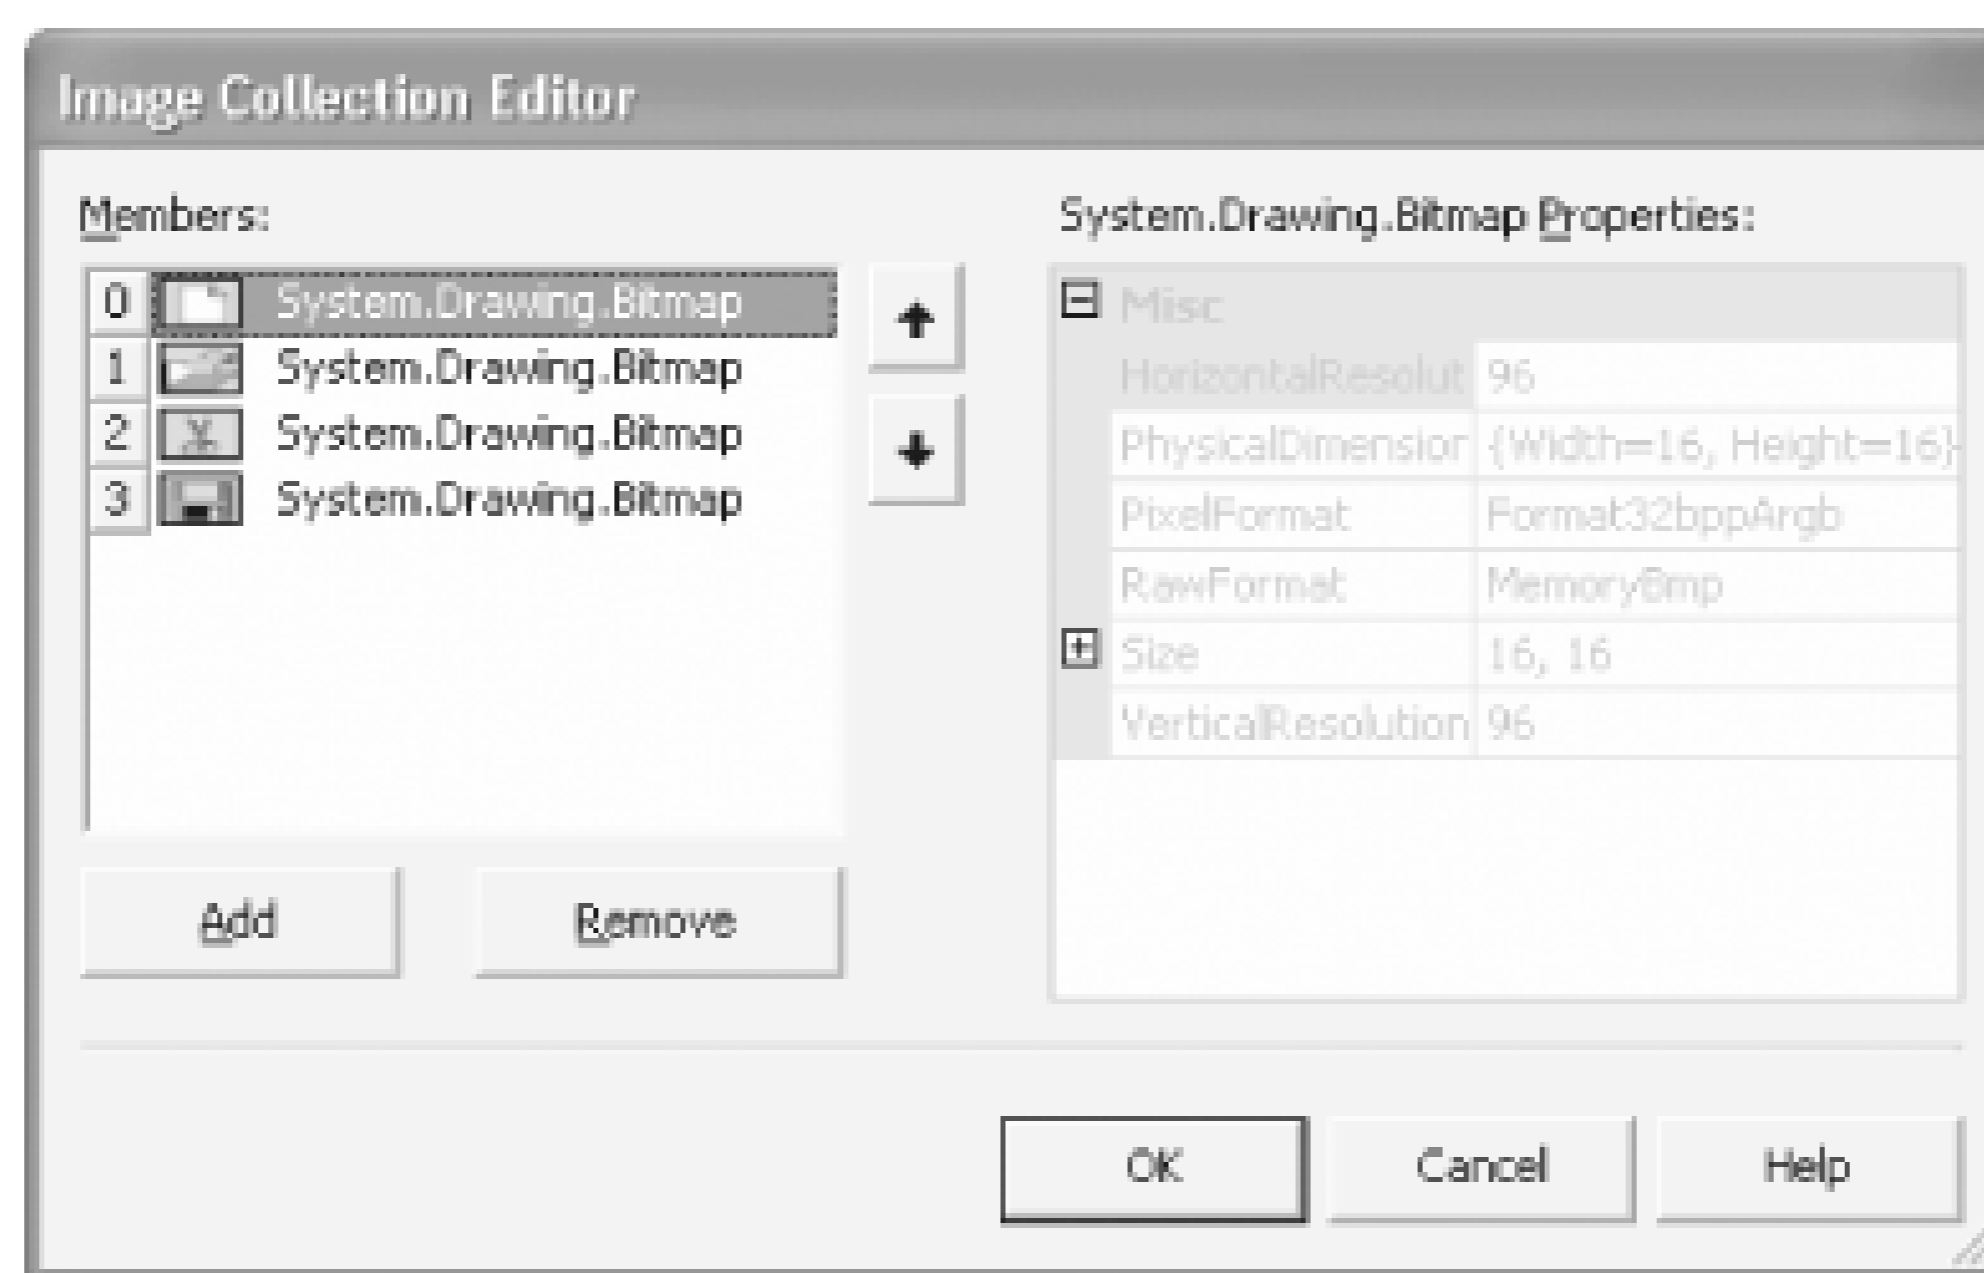 Image Collection Editor
Members:
0 System.Drawing.Bitmap
1 System.Drawing.Bitmap
2 System.Drawing.Bitmap
3 System.Drawing.Bitmap
Add Remove
System.Drawing.Bitmap Properties:
Misc
HorizontalResolut 96
PhysicalDimension {Width=16, Height=16}
PixelFormat Format32bppArgb
RawFormat MemoryBmp
Size 16, 16
VerticalResolution 96
OK Cancel Help